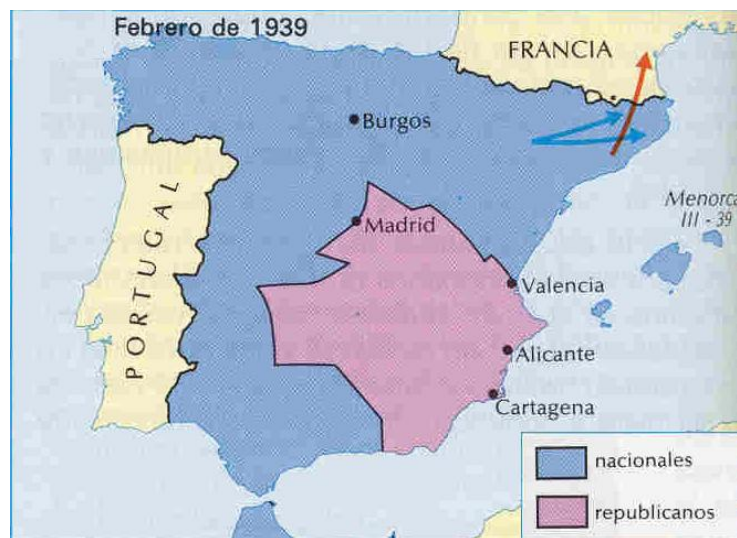 Febrero de 1939
FRANCIA
Burgos
Menorca
III - 39
Madrid
PORTUGAL
Valencia
Alicante
Cartagena
nacionales
republicanos